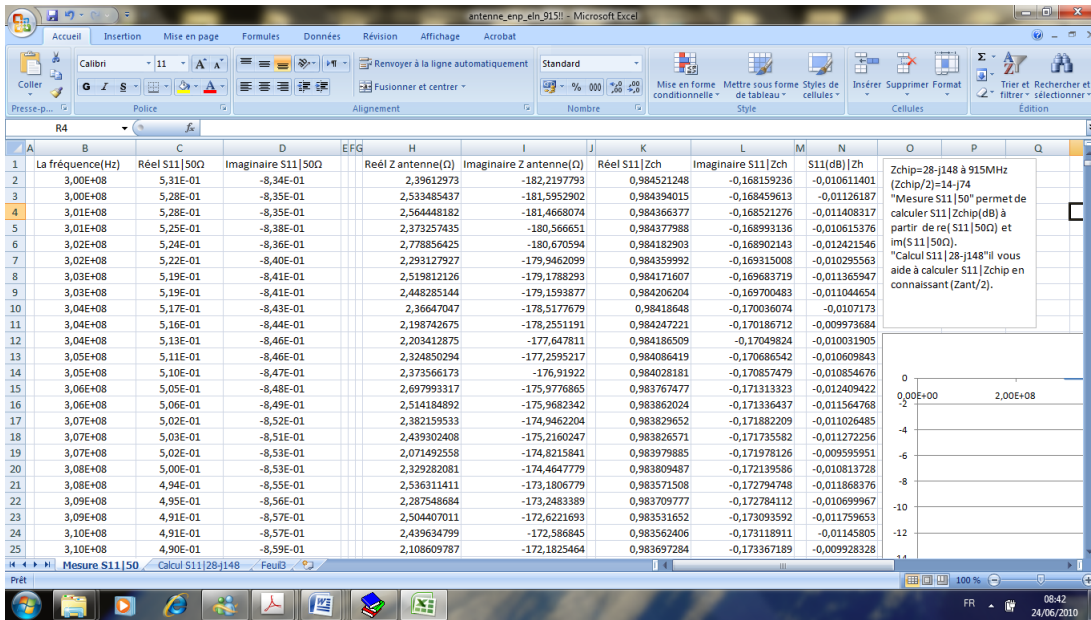 antenne_enp_eln_915!! - Microsoft Excel
Accueil Insertion Mise en page Formules Données Révision Affichage Acrobat
Coller Calibri 11 Renvoyer à la ligne automatiquement Standard
G I S Fusionner et centrer % 000 Mise en forme conditionnelle Mettre sous forme de tableau Styles de cellules Insérer Supprimer Format Trier et filtrer Rechercher et sélectionner
Presse-p... Police Alignement Nombre Style Cellules Édition
R4 fx
A B C D E F G H I J K L M N O P Q
1 La fréquence(Hz) Réel S11|50Ω Imaginaire S11|50Ω Reél Z antenne(Ω) Imaginaire Z antenne(Ω) Réel S11|Zch Imaginaire S11|Zch S11(dB)|Zh
2 3,00E+08 5,31E-01 -8,34E-01 2,39612973 -182,2197793 0,984521248 -0,168159236 -0,010611401
3 3,00E+08 5,28E-01 -8,35E-01 2,533485437 -181,5952902 0,984394015 -0,168459613 -0,01126187
4 3,01E+08 5,28E-01 -8,35E-01 2,564448182 -181,4668074 0,984366377 -0,168521276 -0,011408317
5 3,01E+08 5,25E-01 -8,38E-01 2,373257435 -180,566651 0,984377988 -0,168993136 -0,010615376
6 3,02E+08 5,24E-01 -8,36E-01 2,778856425 -180,670594 0,984182903 -0,168902143 -0,012421546
7 3,02E+08 5,22E-01 -8,40E-01 2,293127927 -179,9462099 0,984359992 -0,169315008 -0,010295563
8 3,03E+08 5,19E-01 -8,41E-01 2,519812126 -179,1788293 0,984171607 -0,169683719 -0,011365947
9 3,03E+08 5,19E-01 -8,41E-01 2,448285144 -179,1593877 0,984206204 -0,169700483 -0,011044654
10 3,04E+08 5,17E-01 -8,43E-01 2,36647047 -178,5177679 0,98418648 -0,170036074 -0,0107173
11 3,04E+08 5,16E-01 -8,44E-01 2,198742675 -178,2551191 0,984247221 -0,170186712 -0,009973684
12 3,04E+08 5,13E-01 -8,46E-01 2,203412875 -177,647811 0,984186509 -0,17049824 -0,010031905
13 3,05E+08 5,11E-01 -8,46E-01 2,324850294 -177,2595217 0,984086419 -0,170686542 -0,010609843
14 3,05E+08 5,10E-01 -8,47E-01 2,373566173 -176,91922 0,984028181 -0,170857479 -0,010854676
15 3,06E+08 5,05E-01 -8,48E-01 2,697993317 -175,9776865 0,983767477 -0,171313323 -0,012409422
16 3,06E+08 5,06E-01 -8,49E-01 2,514184892 -175,9682342 0,983862024 -0,171336437 -0,011564768
17 3,07E+08 5,02E-01 -8,52E-01 2,382159533 -174,9462204 0,983829652 -0,171882209 -0,011026485
18 3,07E+08 5,03E-01 -8,51E-01 2,439302408 -175,2160247 0,983826571 -0,171735582 -0,011272256
19 3,07E+08 5,02E-01 -8,53E-01 2,071492558 -174,8215841 0,983979885 -0,171978126 -0,009595951
20 3,08E+08 5,00E-01 -8,53E-01 2,329282081 -174,4647779 0,983809487 -0,172139586 -0,010813728
21 3,08E+08 4,94E-01 -8,55E-01 2,536311411 -173,1806779 0,983571508 -0,172794748 -0,011868376
22 3,09E+08 4,95E-01 -8,56E-01 2,287548684 -173,2483389 0,983709777 -0,172784112 -0,010699967
23 3,09E+08 4,91E-01 -8,57E-01 2,504407011 -172,6221693 0,983531652 -0,173093592 -0,011759653
24 3,10E+08 4,91E-01 -8,57E-01 2,439634799 -172,586845 0,983562406 -0,173118911 -0,01145805
25 3,10E+08 4,90E-01 -8,59E-01 2,108609787 -172,1825464 0,983697284 -0,173367189 -0,009928328
Zchip=28-j148 à 915MHz
(Zchip/2)=14-j74
"Mesure S11|50" permet de
calculer S11|Zchip(dB) à
partir de re( S11|50Ω) et
im(S11|50Ω).
"Calcul S11|28-j148"il vous
aide à calculer S11|Zchip en
connaissant (Zant/2).
0
0,00E+00 2,00E+08
-2
-4
-6
-8
-10
-12
Mesure S11|50 Calcul S11|28-j148 Feuil3
Prêt 100 %
FR 08:42
24/06/2010